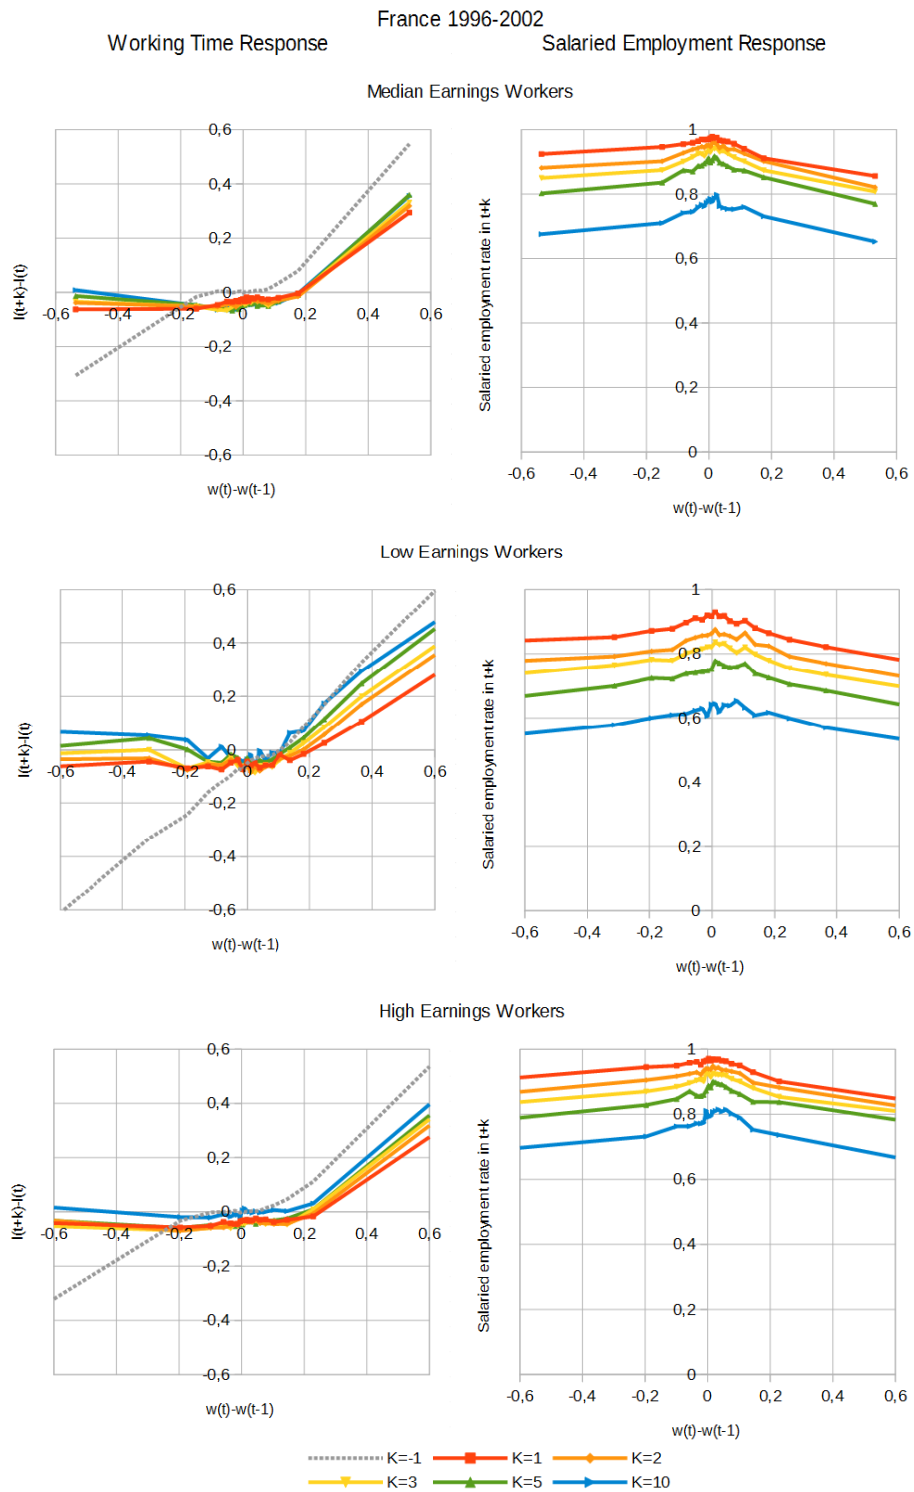 France 1996-2002
Working Time Response Salaried Employment Response
Median Earnings Workers
0,6
0,4
0,2
0
-0,6 -0,4 -0,2 0 0,2 0,4 0,6
-0,2
-0,4
-0,6
l(t+k)-l(t)
w(t)-w(t-1)
1
0,8
0,6
0,4
0,2
0
-0,6 -0,4 -0,2 0 0,2 0,4 0,6
Salaried employment rate in t+k
w(t)-w(t-1)
Low Earnings Workers
0,6
0,4
0,2
0
-0,6 -0,4 -0,2 0 0,2 0,4 0,6
-0,2
-0,4
-0,6
l(t+k)-l(t)
w(t)-w(t-1)
1
0,8
0,6
0,4
0,2
0
-0,6 -0,4 -0,2 0 0,2 0,4 0,6
Salaried employment rate in t+k
w(t)-w(t-1)
High Earnings Workers
0,6
0,4
0,2
0
-0,6 -0,4 -0,2 0 0,2 0,4 0,6
-0,2
-0,4
-0,6
l(t+k)-l(t)
w(t)-w(t-1)
1
0,8
0,6
0,4
0,2
0
-0,6 -0,4 -0,2 0 0,2 0,4 0,6
Salaried employment rate in t+k
w(t)-w(t-1)
K=-1 K=1 K=2
K=3 K=5 K=10